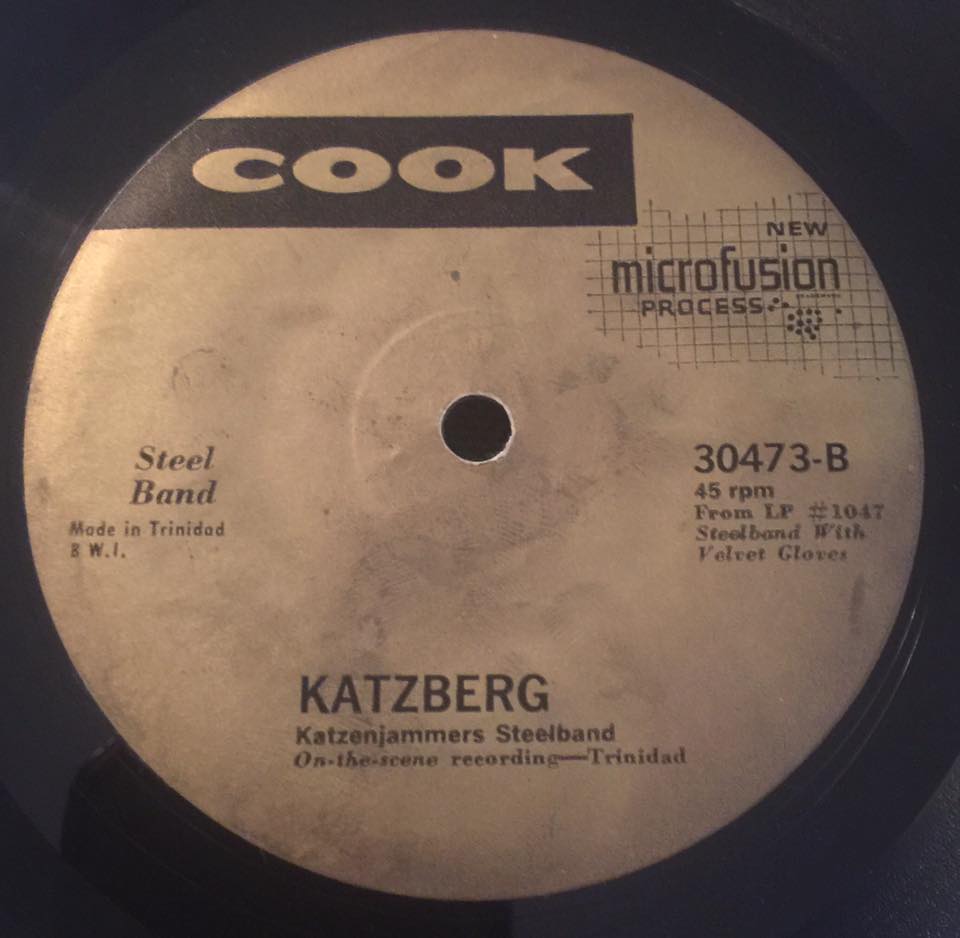 COOK
NEW
microfusion
PROCESS
Steel
Band
Made in Trinidad
B W.I.
30473-B
45 rpm
From LP #1047
Steelband With
Velvet Gloves
KATZBERG
Katzenjammers Steelband
On-the-scene recording—Trinidad